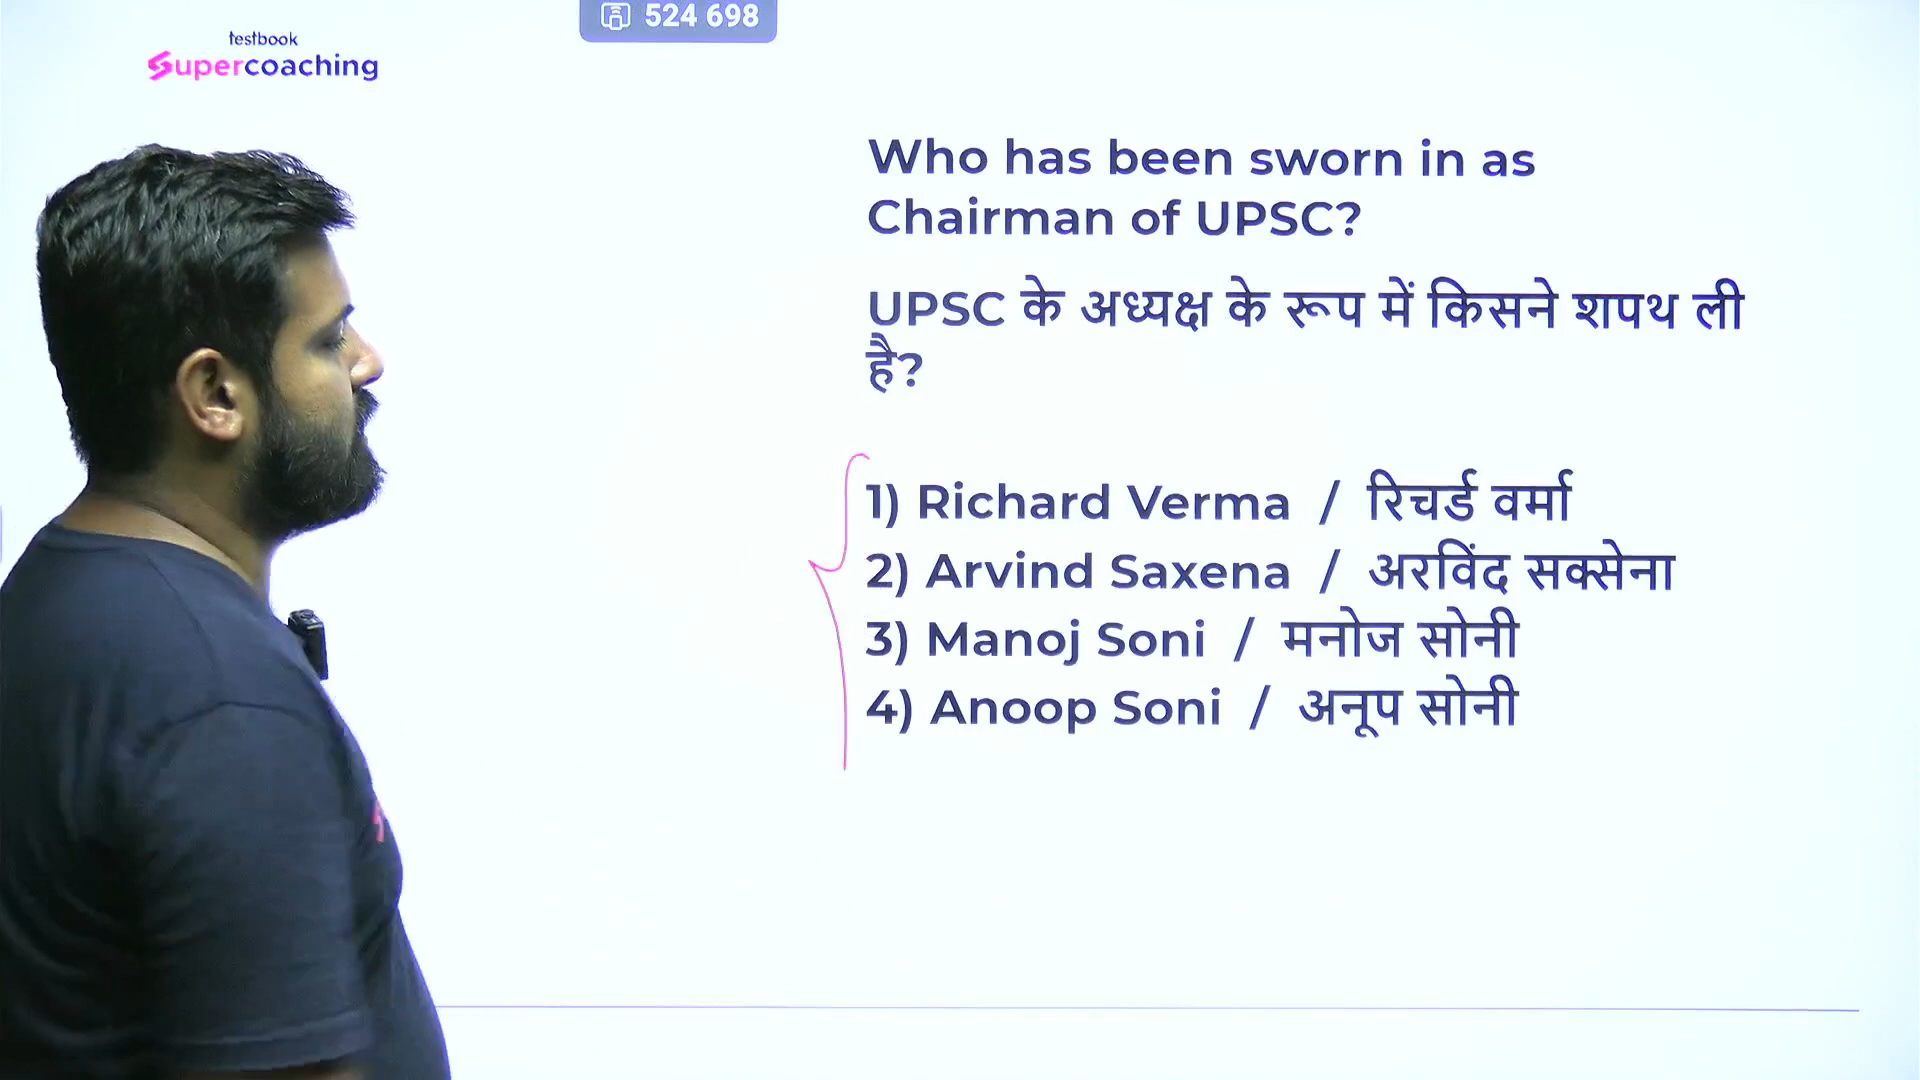 524 698
testbook
Supercoaching
Who has been sworn in as
Chairman of UPSC?
UPSC के अध्यक्ष के रूप में किसने शपथ ली
है?
1) Richard Verma / रिचर्ड वर्मा
2) Arvind Saxena / अरविंद सक्सेना
3) Manoj Soni / मनोज सोनी
4) Anoop Soni / अनूप सोनी